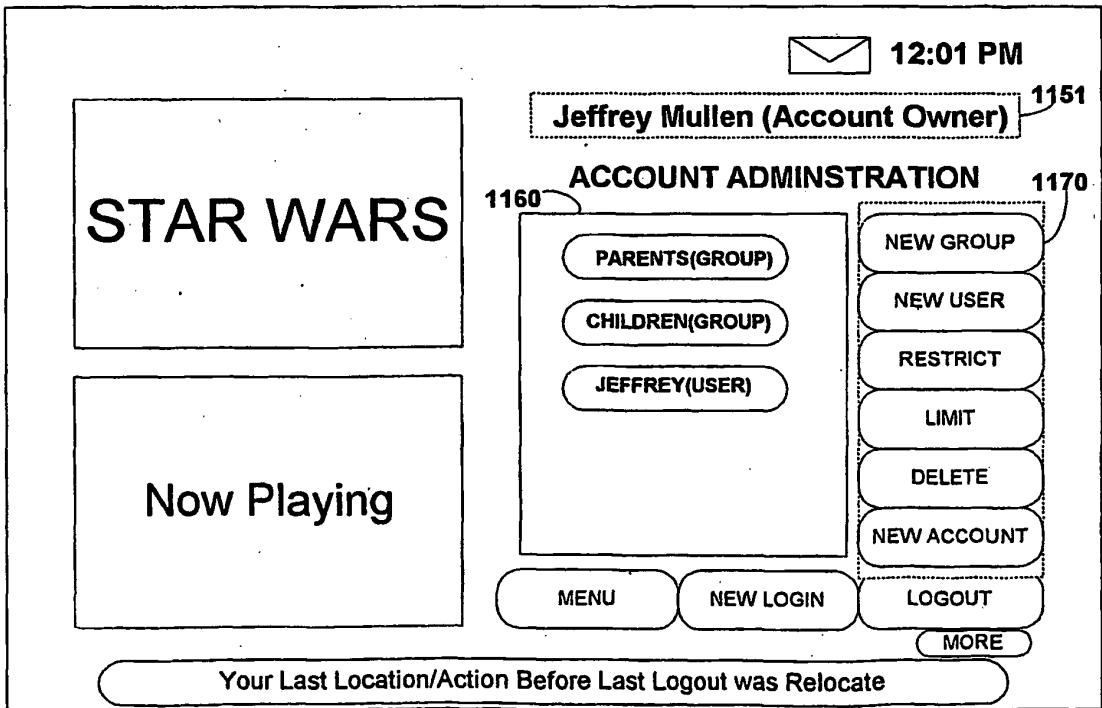 12:01 PM
Jeffrey Mullen (Account Owner)
1151
ACCOUNT ADMINSTRATION
1160
1170
STAR WARS
PARENTS(GROUP)
CHILDREN(GROUP)
JEFFREY(USER)
NEW GROUP
NEW USER
RESTRICT
LIMIT
DELETE
NEW ACCOUNT
Now Playing
MENU
NEW LOGIN
LOGOUT
MORE
Your Last Location/Action Before Last Logout was Relocate